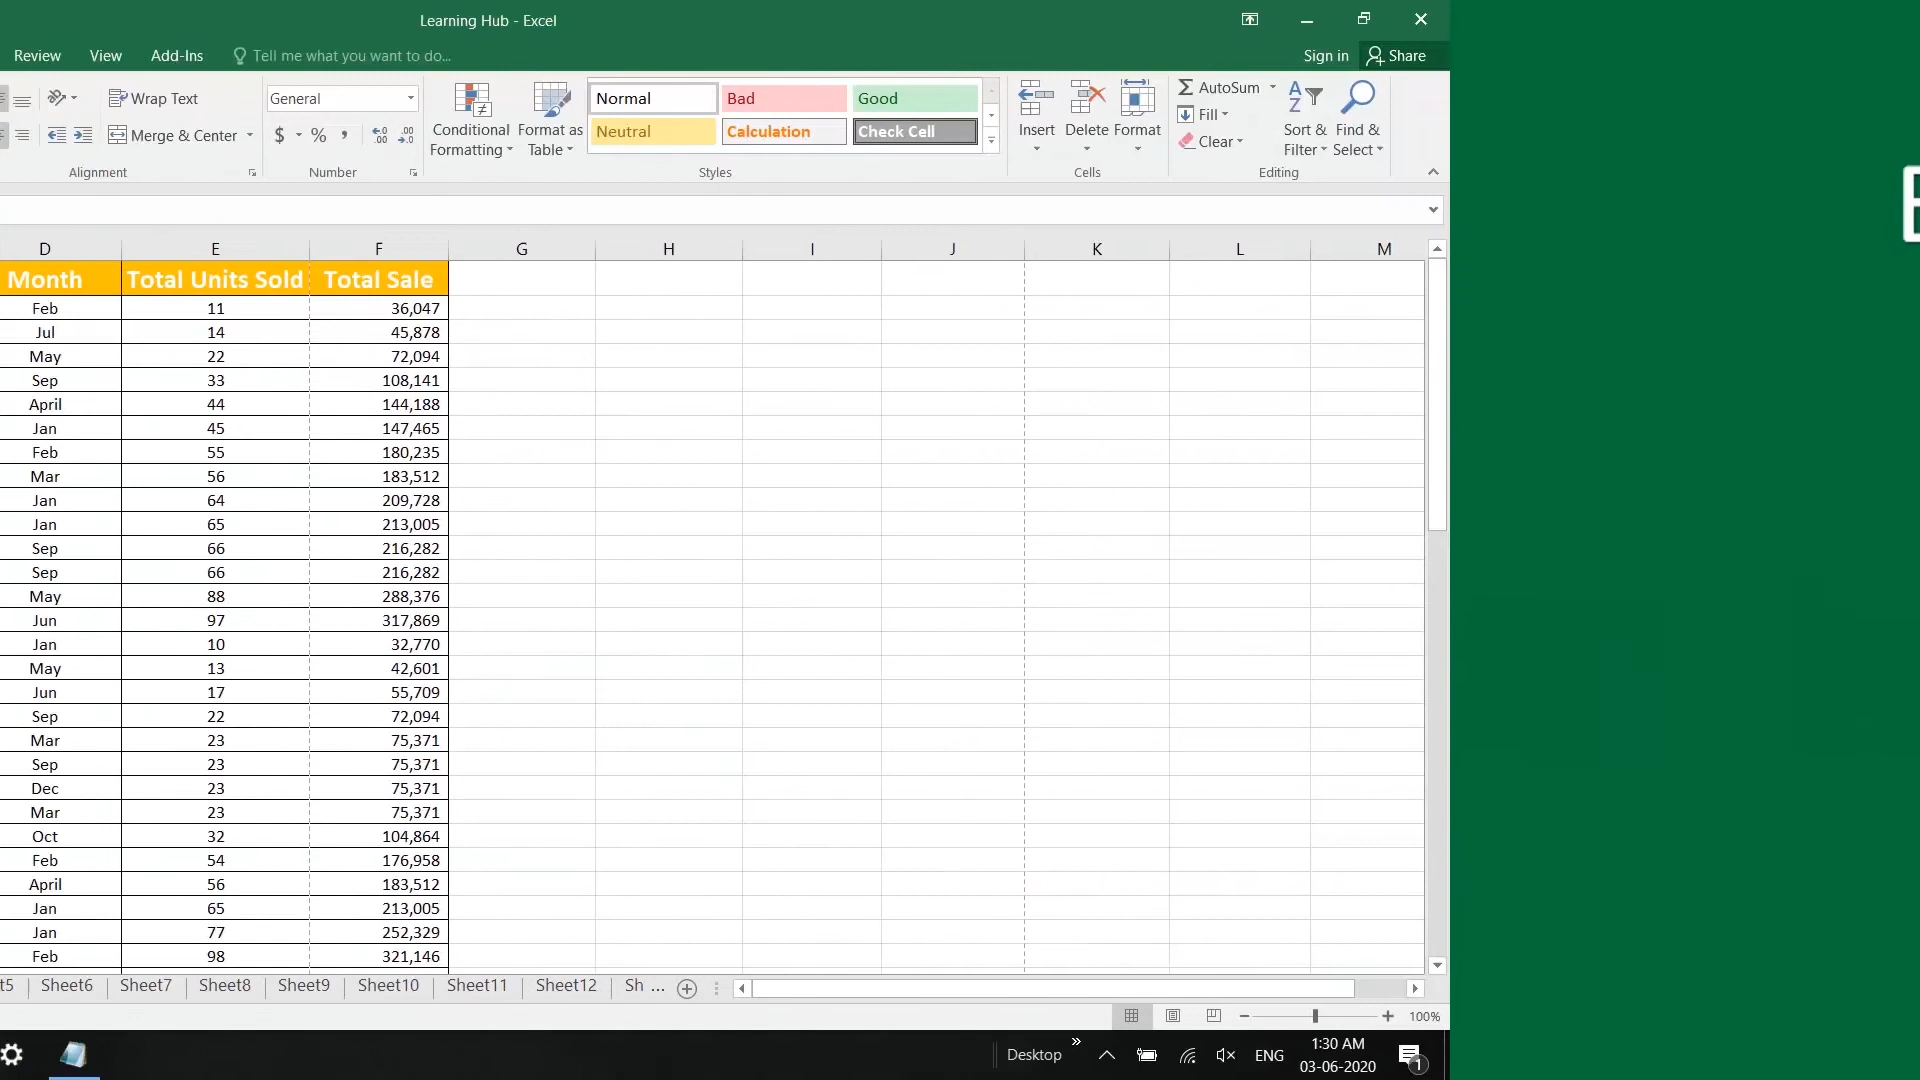 Learning Hub - Excel
Review View Add-Ins Tell me what you want to do... Sign in Share
Wrap Text General Normal Bad Good AutoSum
Merge & Center $ % , Conditional Formatting Format as Table Neutral Calculation Check Cell Insert Delete Format Fill Clear Sort & Filter Find & Select
Alignment Number Styles Cells Editing
D E F G H I J K L M
Month Total Units Sold Total Sale
Feb 11 36,047
Jul 14 45,878
May 22 72,094
Sep 33 108,141
April 44 144,188
Jan 45 147,465
Feb 55 180,235
Mar 56 183,512
Jan 64 209,728
Jan 65 213,005
Sep 66 216,282
Sep 66 216,282
May 88 288,376
Jun 97 317,869
Jan 10 32,770
May 13 42,601
Jun 17 55,709
Sep 22 72,094
Mar 23 75,371
Sep 23 75,371
Dec 23 75,371
Mar 23 75,371
Oct 32 104,864
Feb 54 176,958
April 56 183,512
Jan 65 213,005
Jan 77 252,329
Feb 98 321,146
t5 Sheet6 Sheet7 Sheet8 Sheet9 Sheet10 Sheet11 Sheet12 Sh ...
100%
Desktop ENG 1:30 AM 1
03-06-2020